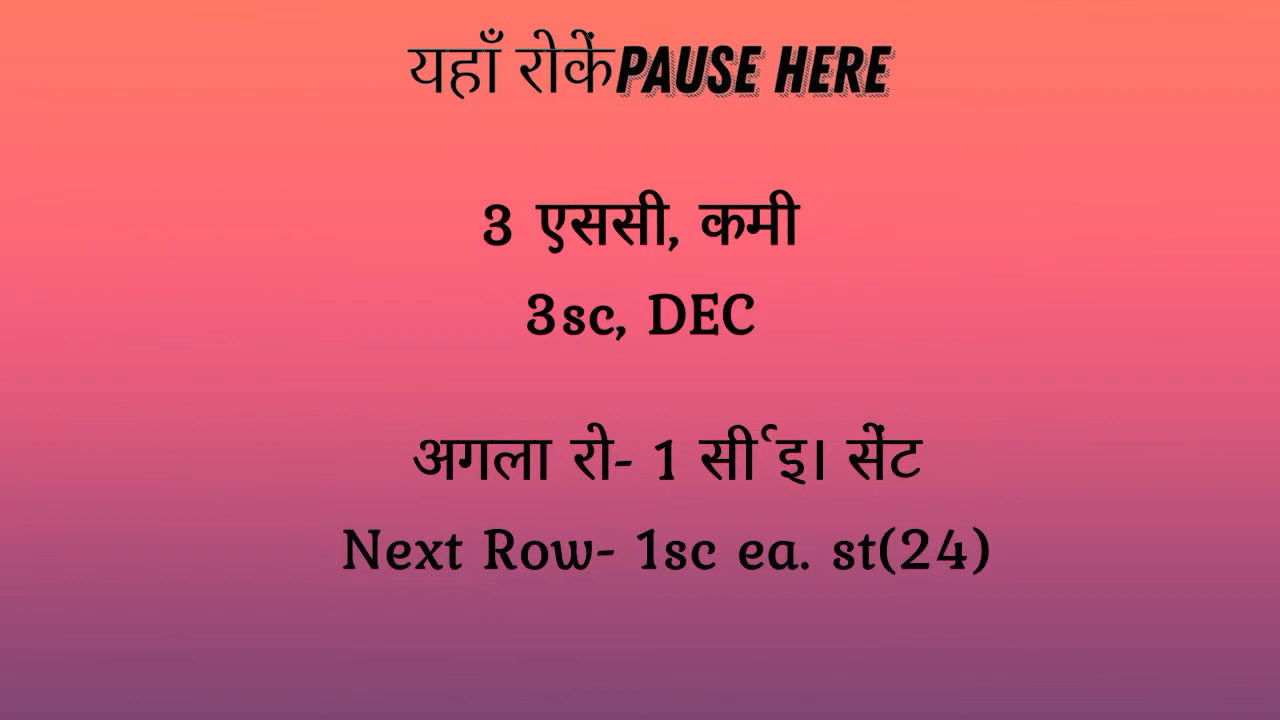 यहाँ रोकेंPAUSE HERE
3 एससी, कमी
3sc, DEC
अगला रो- 1 सीर्इ। सेंट
Next Row- 1sc ea. st(24)